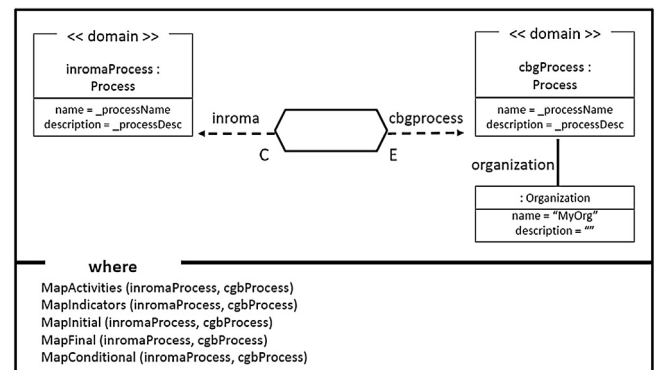 << domain >>
inromaProcess :
Process
name = _processName
description = _processDesc
inroma
C
cbgprocess
E
<< domain >>
cbgProcess :
Process
name = _processName
description = _processDesc
organization
: Organization
name = “MyOrg”
description = “”
where
MapActivities (inromaProcess, cgbProcess)
MapIndicators (inromaProcess, cgbProcess)
MapInitial (inromaProcess, cgbProcess)
MapFinal (inromaProcess, cgbProcess)
MapConditional (inromaProcess, cgbProcess)